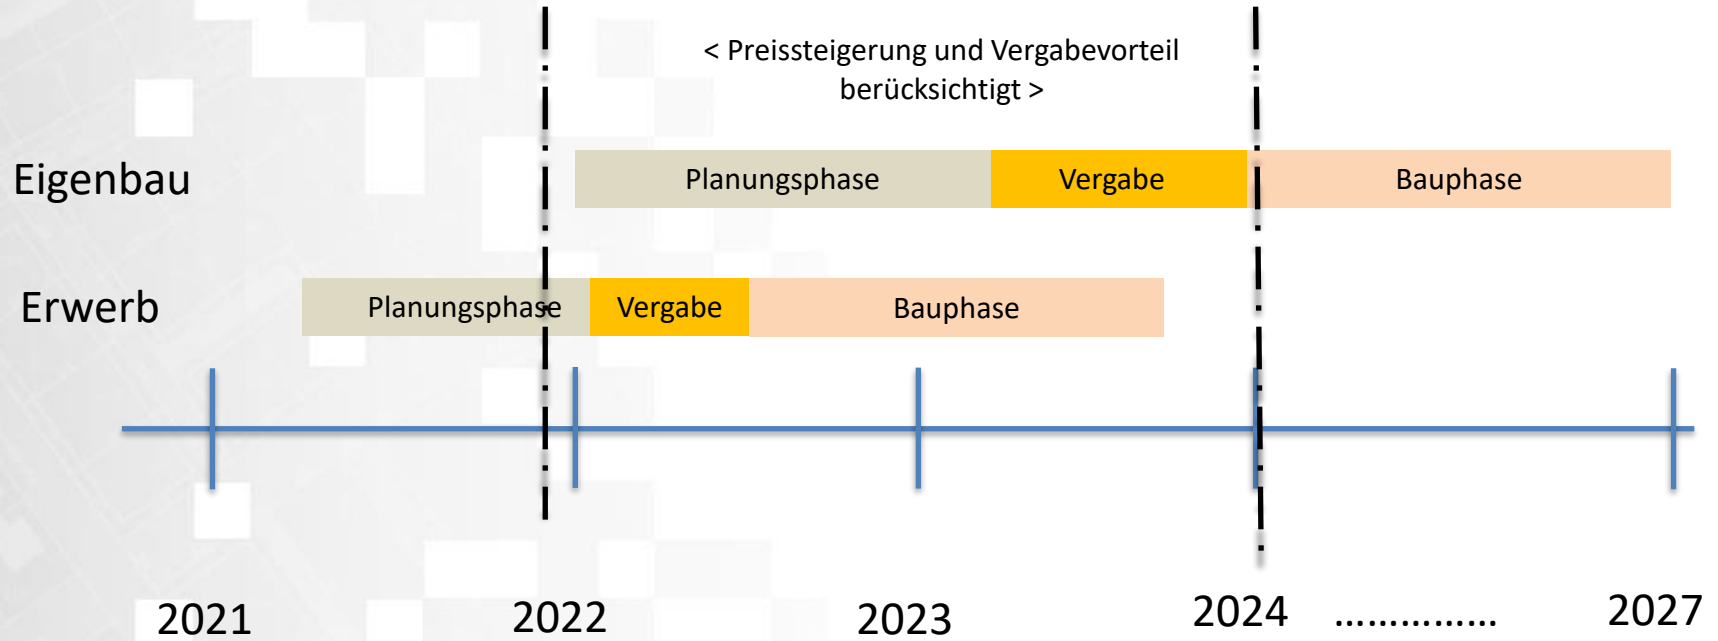 < Preissteigerung und Vergabevorteil
berücksichtigt >
Eigenbau
Planungsphase
Vergabe
Bauphase
Erwerb
Planungsphase
Vergabe
Bauphase
2021
2022
2023
2024
……………
2027